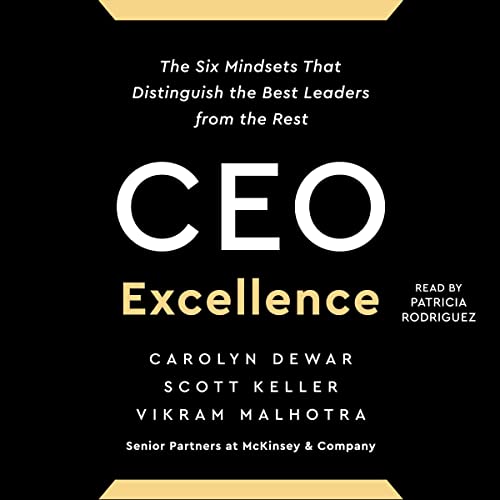 The Six Mindsets That
Distinguish the Best Leaders
from the Rest
CEO
Excellence
READ BY
PATRICIA
RODRIGUEZ
CAROLYN DEWAR
SCOTT KELLER
VIKRAM MALHOTRA
Senior Partners at McKinsey & Company